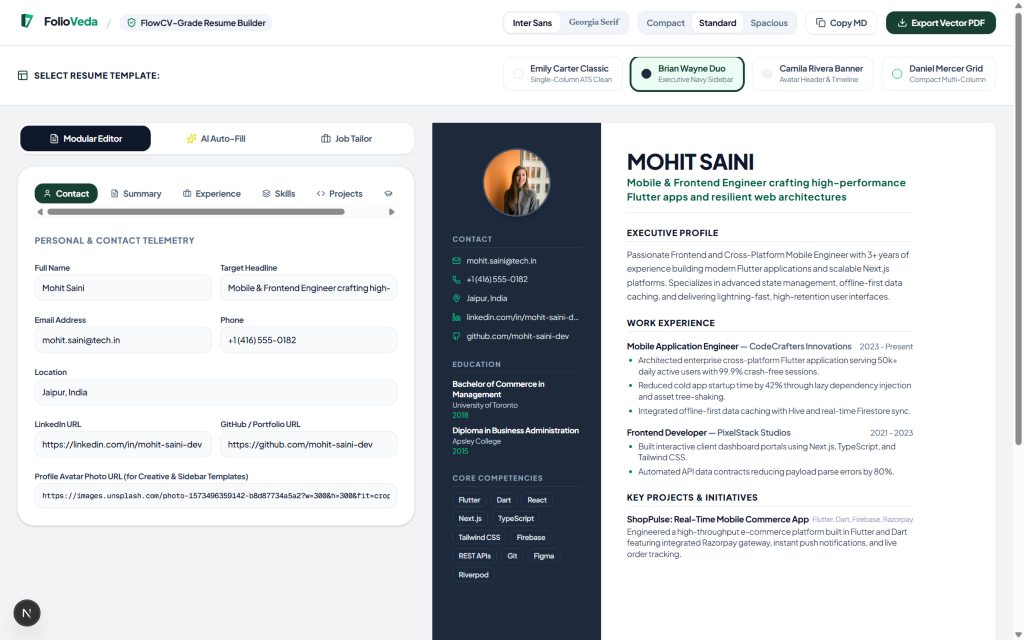 FolioVeda / FlowCV-Grade Resume Builder
Inter Sans Georgia Serif Compact Standard Spacious Copy MD Export Vector PDF
SELECT RESUME TEMPLATE:
Emily Carter Classic
Single-Column ATS Clean
Brian Wayne Duo
Executive Navy Sidebar
Camila Rivera Banner
Avatar Header & Timeline
Daniel Mercer Grid
Compact Multi-Column
Modular Editor AI Auto-Fill Job Tailor
Contact Summary Experience Skills Projects
PERSONAL & CONTACT TELEMETRY
Full Name Target Headline
Mohit Saini Mobile & Frontend Engineer crafting high-
Email Address Phone
mohit.saini@tech.in +1 (416) 555-0182
Location
Jaipur, India
LinkedIn URL GitHub / Portfolio URL
https://linkedin.com/in/mohit-saini-dev https://github.com/mohit-saini-dev
Profile Avatar Photo URL (for Creative & Sidebar Templates)
https://images.unsplash.com/photo-1573496359142-b8d87734a5a2?w=300&h=300&fit=crop
N
CONTACT
mohit.saini@tech.in
+1 (416) 555-0182
Jaipur, India
linkedin.com/in/mohit-saini-d...
github.com/mohit-saini-dev
EDUCATION
Bachelor of Commerce in
Management
University of Toronto
2018
Diploma in Business Administration
Apsley College
2015
CORE COMPETENCIES
Flutter Dart React
Next.js TypeScript
Tailwind CSS Firebase
REST APIs Git Figma
Riverpod
MOHIT SAINI
Mobile & Frontend Engineer crafting high-performance
Flutter apps and resilient web architectures
EXECUTIVE PROFILE
Passionate Frontend and Cross-Platform Mobile Engineer with 3+ years of
experience building modern Flutter applications and scalable Next.js
platforms. Specializes in advanced state management, offline-first data
caching, and delivering lightning-fast, high-retention user interfaces.
WORK EXPERIENCE
Mobile Application Engineer — CodeCrafters Innovations 2023 - Present
• Architected enterprise cross-platform Flutter application serving 50k+
daily active users with 99.9% crash-free sessions.
• Reduced cold app startup time by 42% through lazy dependency injection
and asset tree-shaking.
• Integrated offline-first data caching with Hive and real-time Firestore sync.
Frontend Developer — PixelStack Studios 2021 - 2023
• Built interactive client dashboard portals using Next.js, TypeScript, and
Tailwind CSS.
• Automated API data contracts reducing payload parse errors by 80%.
KEY PROJECTS & INITIATIVES
ShopPulse: Real-Time Mobile Commerce App Flutter, Dart, Firebase, Razorpay
Engineered a high-throughput e-commerce platform built in Flutter and Dart
featuring integrated Razorpay gateway, instant push notifications, and live
order tracking.